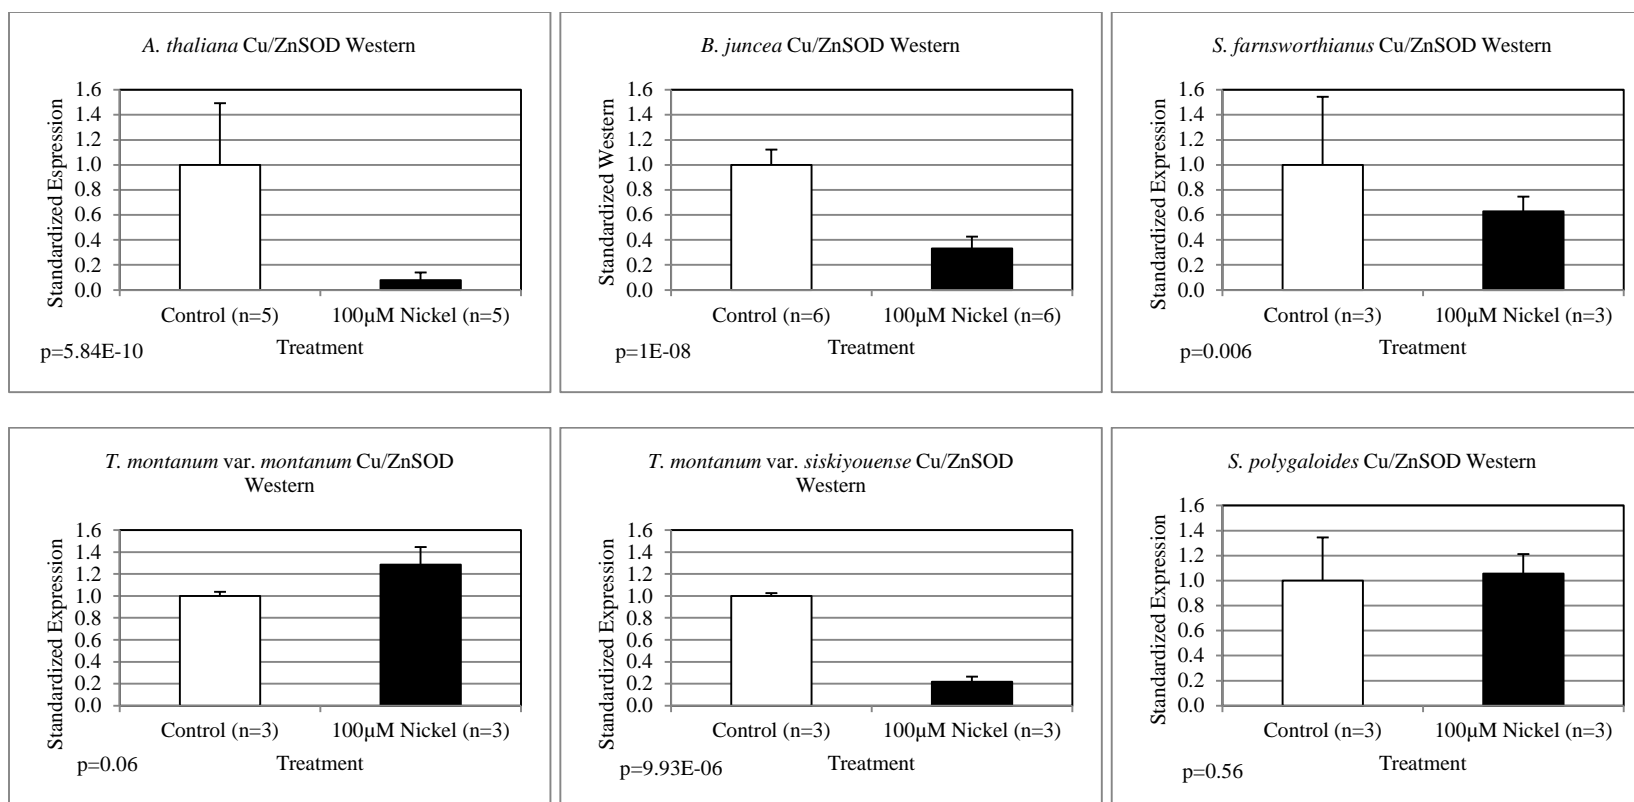 A. thaliana Cu/ZnSOD Western
Standardized Espression
1.6
1.4
1.2
1.0
0.8
0.6
0.4
0.2
0.0
Control (n=5)
100µM Nickel (n=5)
Treatment
p=5.84E-10
B. juncea Cu/ZnSOD Western
Standardized Western
1.6
1.4
1.2
1.0
0.8
0.6
0.4
0.2
0.0
Control (n=6)
100µM Nickel (n=6)
Treatment
p=1E-08
S. farnsworthianus Cu/ZnSOD Western
Standardized Expression
1.6
1.4
1.2
1.0
0.8
0.6
0.4
0.2
0.0
Control (n=3)
100µM Nickel (n=3)
Treatment
p=0.006
T. montanum var. montanum Cu/ZnSOD
Western
Standardized Expression
1.6
1.4
1.2
1.0
0.8
0.6
0.4
0.2
0.0
Control (n=3)
100µM Nickel (n=3)
Treatment
p=0.06
T. montanum var. siskiyouense Cu/ZnSOD
Western
Standardized Expression
1.6
1.4
1.2
1.0
0.8
0.6
0.4
0.2
0.0
Control (n=3)
100µM Nickel (n=3)
Treatment
p=9.93E-06
S. polygaloides Cu/ZnSOD Western
Standardized Expression
1.6
1.4
1.2
1.0
0.8
0.6
0.4
0.2
0.0
Control (n=3)
100µM Nickel (n=3)
Treatment
p=0.56